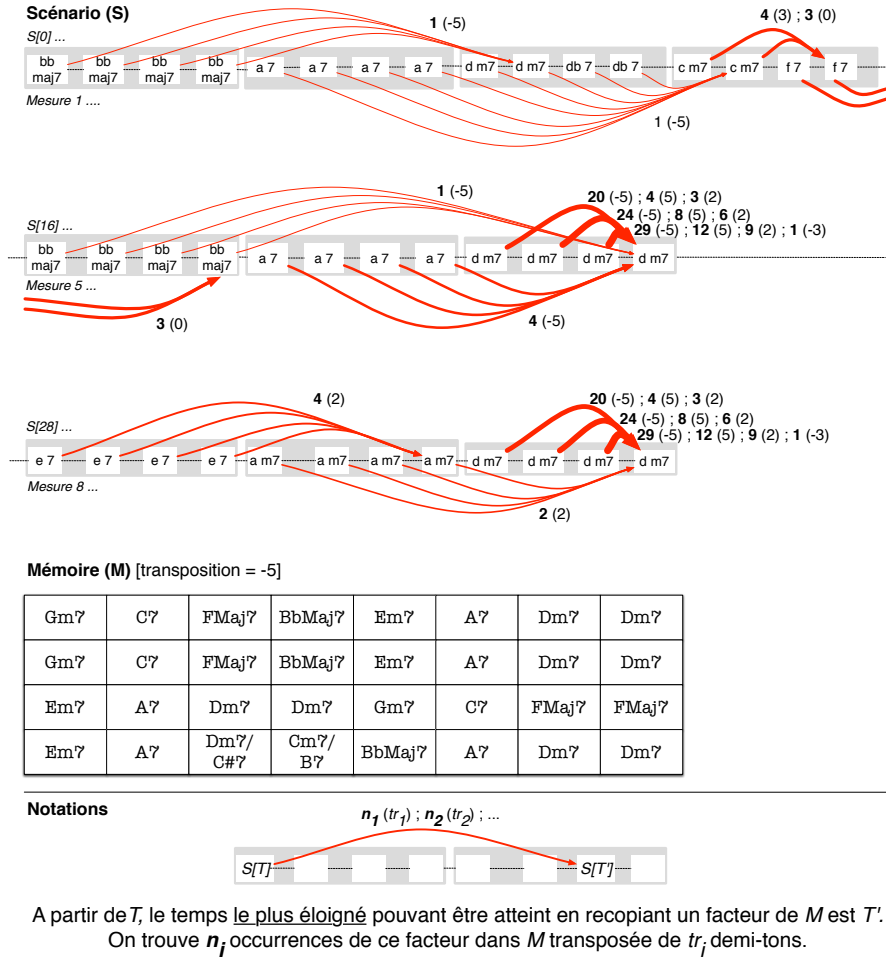 Scénario (S)
1 (-5)
4 (3) ; 3 (0)
S[0] ...
bb maj7 bb maj7 bb maj7 bb maj7 a 7 a 7 a 7 a 7 d m7 d m7 db 7 db 7 c m7 c m7 f 7 f 7
Mesure 1 ....
1 (-5)
1 (-5)
20 (-5) ; 4 (5) ; 3 (2)
24 (-5) ; 8 (5) ; 6 (2)
29 (-5) ; 12 (5) ; 9 (2) ; 1 (-3)
S[16] ...
bb maj7 bb maj7 bb maj7 bb maj7 a 7 a 7 a 7 a 7 d m7 d m7 d m7 d m7
Mesure 5 ...
3 (0)
4 (-5)
4 (2)
20 (-5) ; 4 (5) ; 3 (2)
24 (-5) ; 8 (5) ; 6 (2)
29 (-5) ; 12 (5) ; 9 (2) ; 1 (-3)
S[28] ...
e 7 e 7 e 7 e 7 a m7 a m7 a m7 a m7 d m7 d m7 d m7 d m7
Mesure 8 ...
2 (2)
Mémoire (M) [transposition = -5]
Gm7 C7 FMaj7 BbMaj7 Em7 A7 Dm7 Dm7
Gm7 C7 FMaj7 BbMaj7 Em7 A7 Dm7 Dm7
Em7 A7 Dm7 Dm7 Gm7 C7 FMaj7 FMaj7
Em7 A7 Dm7/ C#7 Cm7/ B7 BbMaj7 A7 Dm7 Dm7
Notations
n1 (tr1) ; n2 (tr2) ; ...
S[T] S[T']
A partir de T, le temps le plus éloigné pouvant être atteint en recopiant un facteur de M est T'.
On trouve ni occurrences de ce facteur dans M transposée de tri demi-tons.